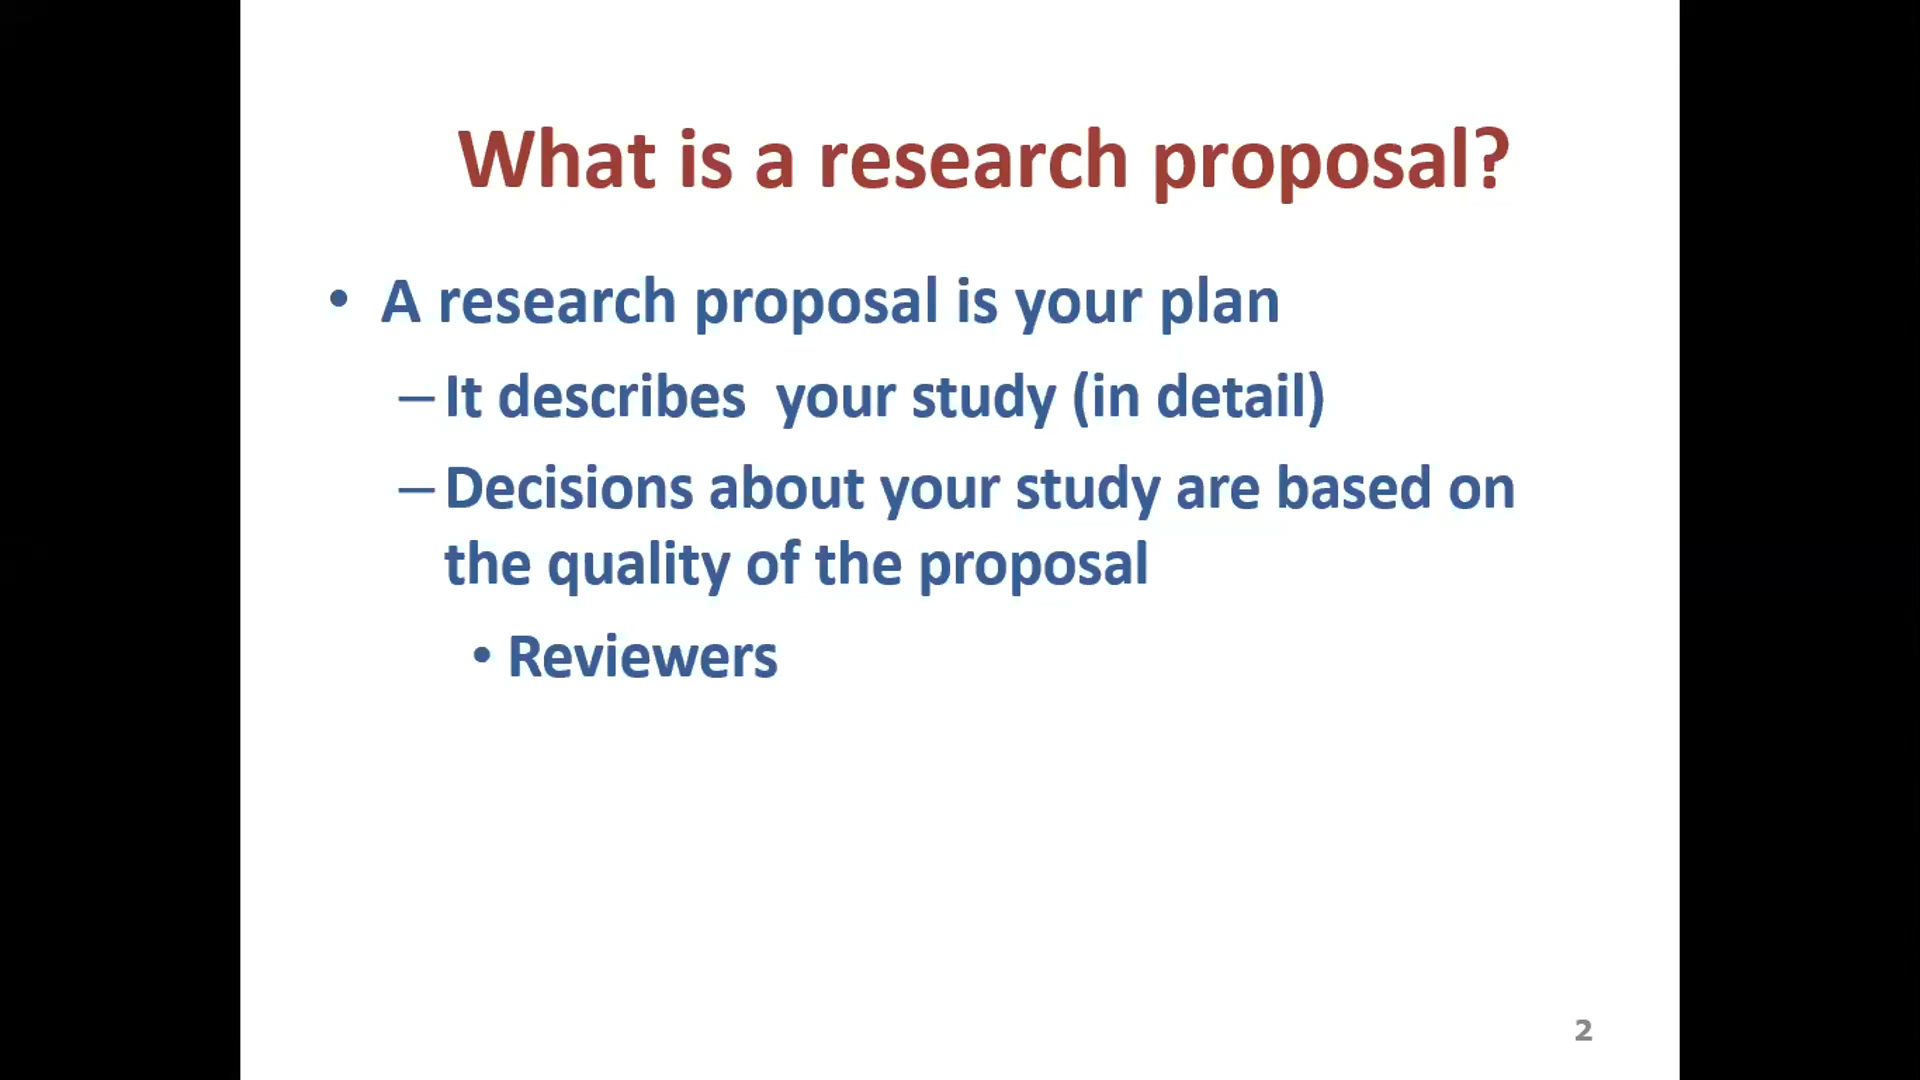 What is a research proposal?
• A research proposal is your plan
– It describes  your study (in detail)
– Decisions about your study are based on
the quality of the proposal
• Reviewers
2